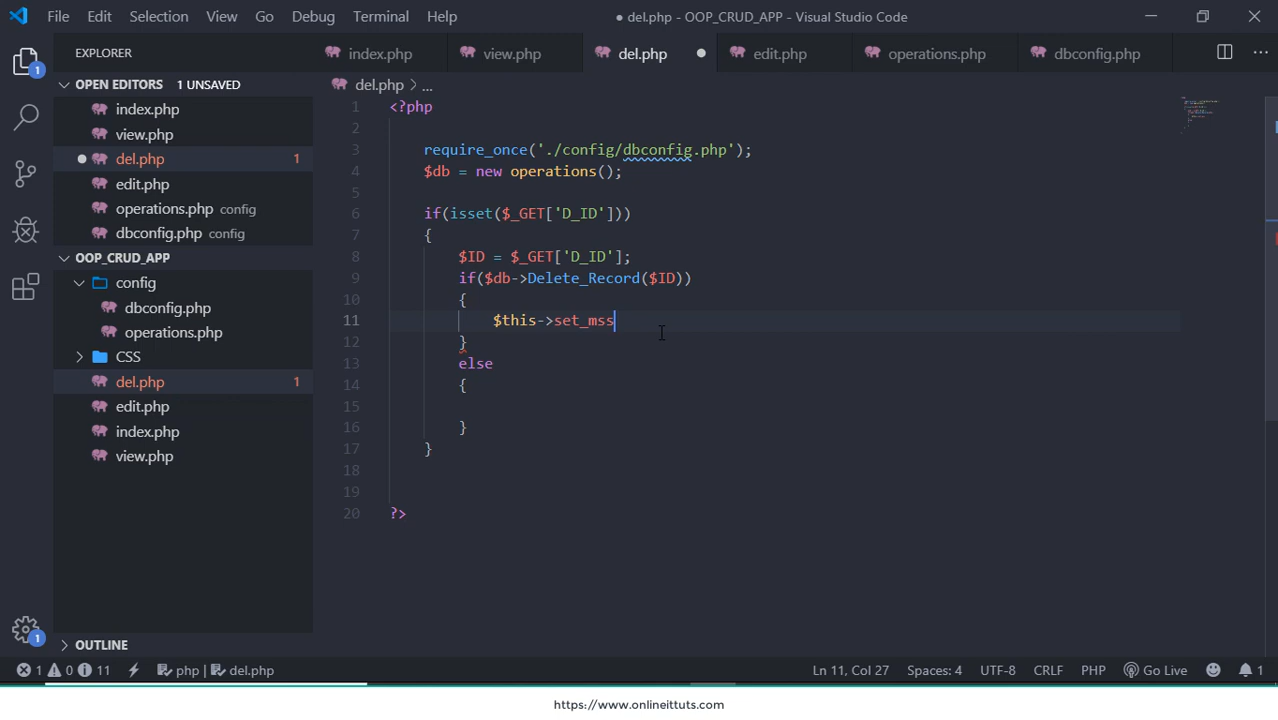 File Edit Selection View Go Debug Terminal Help
● del.php - OOP_CRUD_APP - Visual Studio Code
EXPLORER
index.php view.php del.php ● edit.php operations.php dbconfig.php
OPEN EDITORS 1 UNSAVED
index.php
view.php
del.php 1
edit.php
operations.php config
dbconfig.php config
OOP_CRUD_APP
config
dbconfig.php
operations.php
CSS
del.php 1
edit.php
index.php
view.php
OUTLINE
1
1
del.php > ...
1 <?php
2
3 require_once('./config/dbconfig.php');
4 $db = new operations();
5
6 if(isset($_GET['D_ID']))
7 {
8 $ID = $_GET['D_ID'];
9 if($db->Delete_Record($ID))
10 {
11 $this->set_mss
12 }
13 else
14 {
15
16 }
17 }
18
19
20 ?>
1 0 11 php | del.php Ln 11, Col 27 Spaces: 4 UTF-8 CRLF PHP Go Live 1
https://www.onlineittuts.com